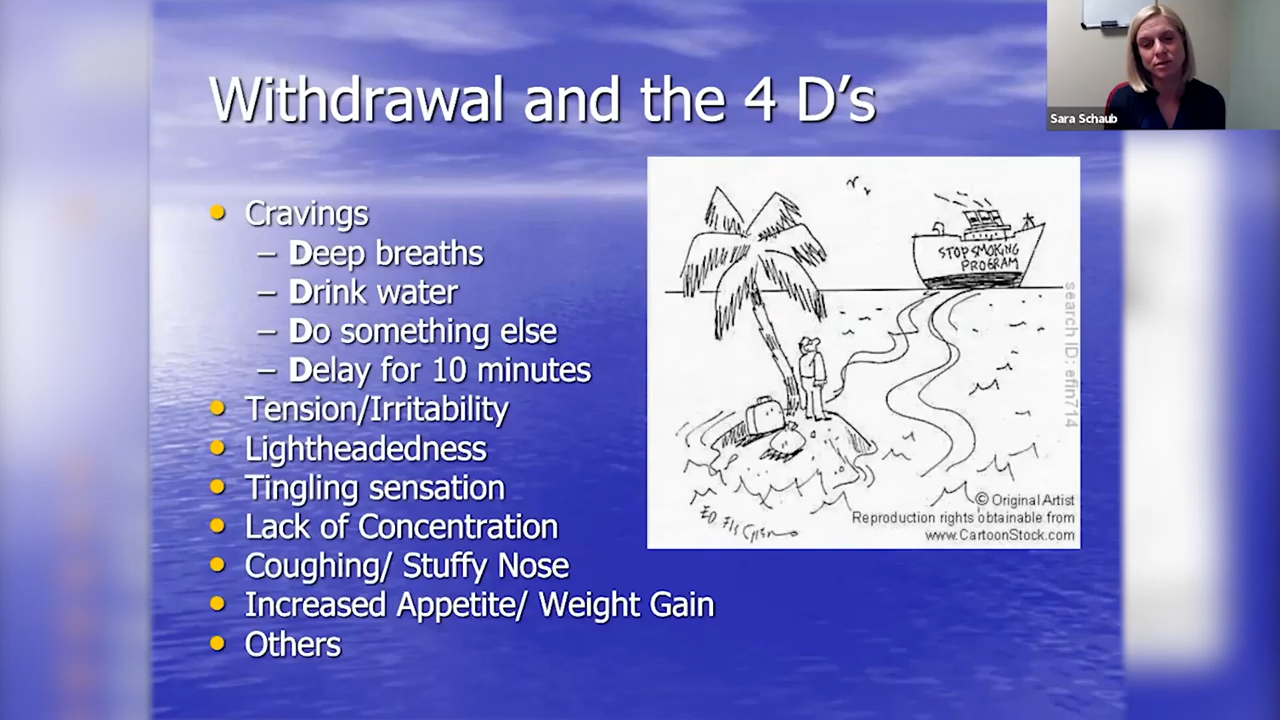 Withdrawal and the 4 D's
Sara Schaub
• Cravings
– Deep breaths
– Drink water
– Do something else
– Delay for 10 minutes
• Tension/Irritability
• Lightheadedness
• Tingling sensation
• Lack of Concentration
• Coughing/ Stuffy Nose
• Increased Appetite/ Weight Gain
• Others
STOP SMOKING
PROGRAM
search ID: efin714
© Original Artist
Reproduction rights obtainable from
www.CartoonStock.com